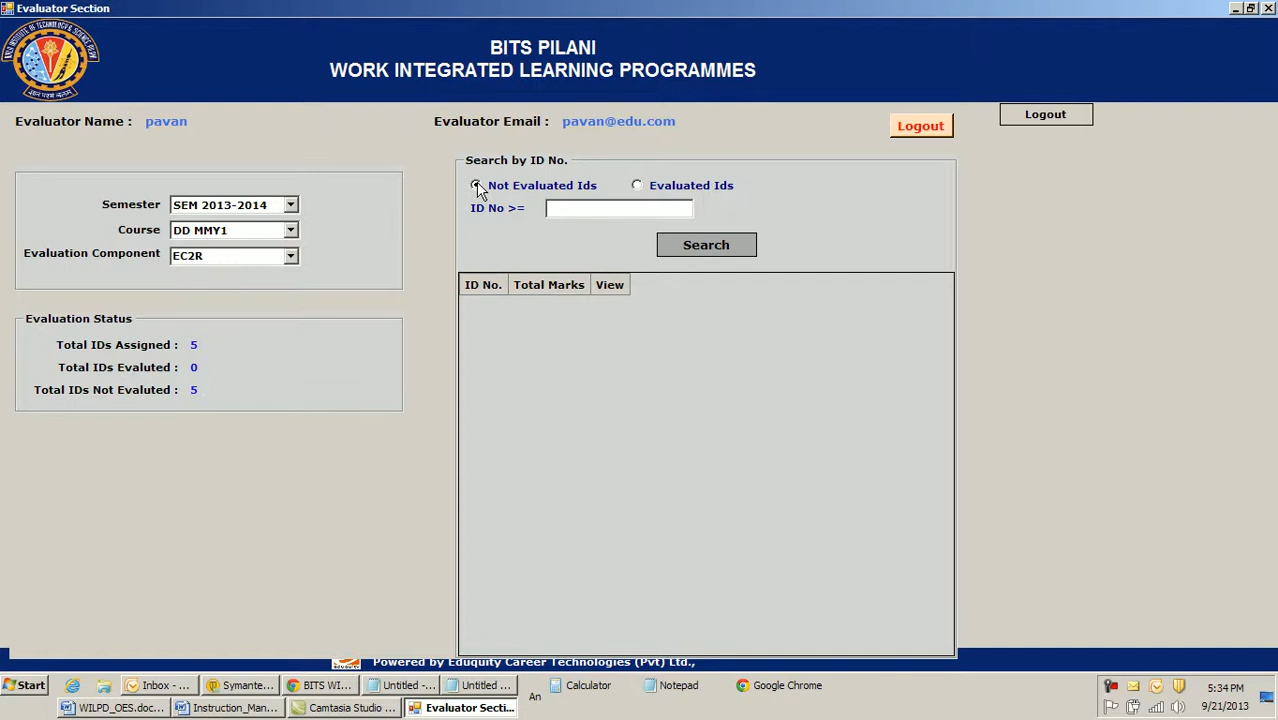 Evaluator Section
BITS PILANI
WORK INTEGRATED LEARNING PROGRAMMES
Evaluator Name : pavan
Evaluator Email : pavan@edu.com
Logout
Logout
Semester SEM 2013-2014
Course DD MMY1
Evaluation Component EC2R
Evaluation Status
Total IDs Assigned : 5
Total IDs Evaluted : 0
Total IDs Not Evaluted : 5
Search by ID No.
Not Evaluated Ids Evaluated Ids
ID No >=
Search
ID No. Total Marks View
Powered by Eduquity Career Technologies (Pvt) Ltd.,
Start Inbox - ... Symante... BITS WI... Untitled -... Untitled ... An Calculator Notepad Google Chrome
5:34 PM
WILPD_OES.doc... Instruction_Man... Camtasia Studio ... Evaluator Secti...
9/21/2013